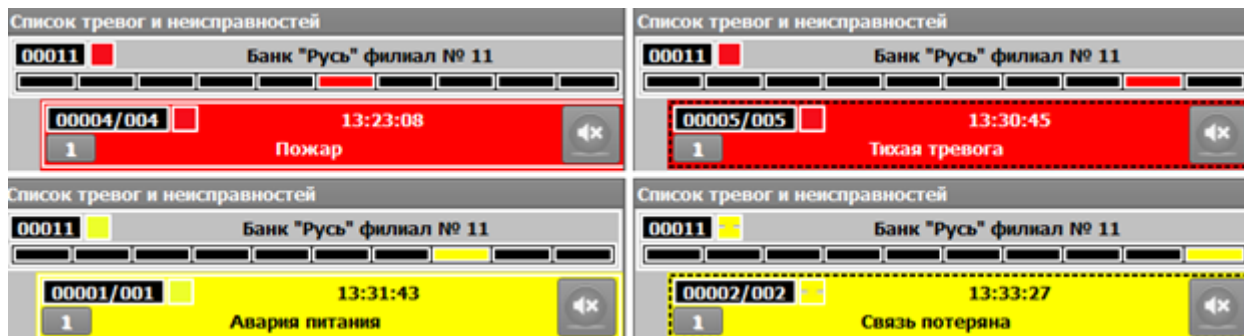 Список тревог и неисправностей
00011 Банк "Русь" филиал № 11
00004/004 13:23:08
1 Пожар
Список тревог и неисправностей
00011 Банк "Русь" филиал № 11
00005/005 13:30:45
1 Тихая тревога
Список тревог и неисправностей
00011 Банк "Русь" филиал № 11
00001/001 13:31:43
1 Авария питания
Список тревог и неисправностей
00011 Банк "Русь" филиал № 11
00002/002 13:33:27
1 Связь потеряна